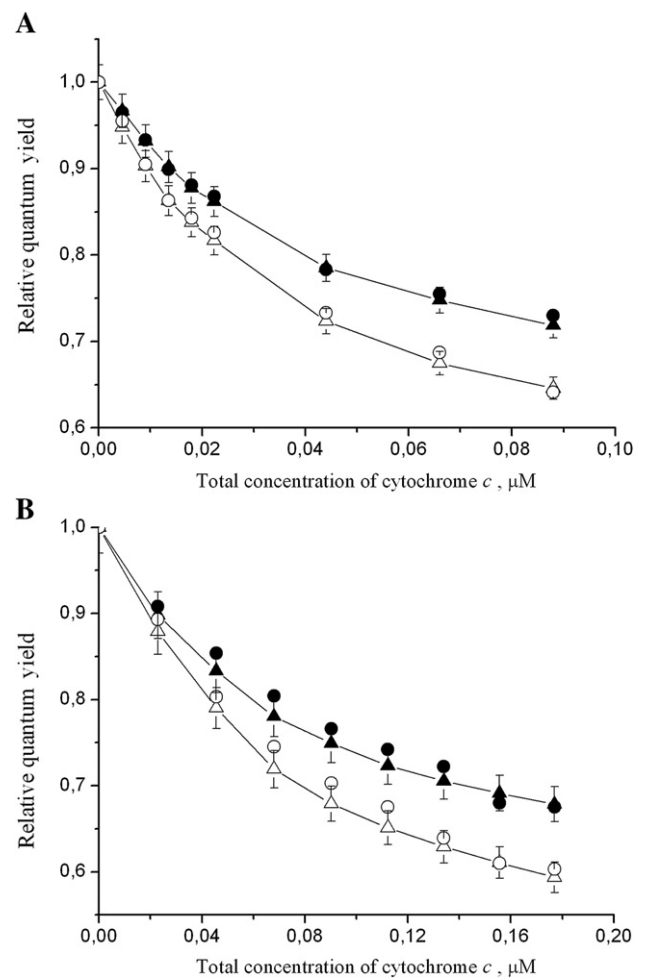 A
1,0
0,9
0,8
0,7
0,6
Relative quantum yield
0,00 0,02 0,04 0,06 0,08 0,10
Total concentration of cytochrome c , μM
B
1,0
0,9
0,8
0,7
0,6
Relative quantum yield
0,00 0,04 0,08 0,12 0,16 0,20
Total concentration of cytochrome c , μM